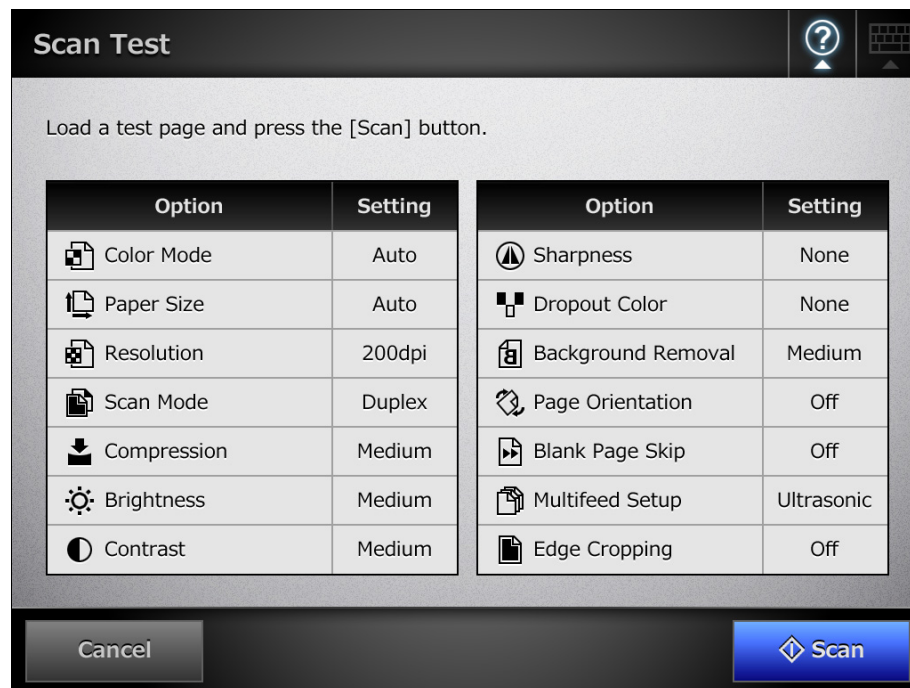 Scan Test
Load a test page and press the [Scan] button.
Option Setting
Color Mode Auto
Paper Size Auto
Resolution 200dpi
Scan Mode Duplex
Compression Medium
Brightness Medium
Contrast Medium
Option Setting
Sharpness None
Dropout Color None
Background Removal Medium
Page Orientation Off
Blank Page Skip Off
Multifeed Setup Ultrasonic
Edge Cropping Off
Cancel
Scan